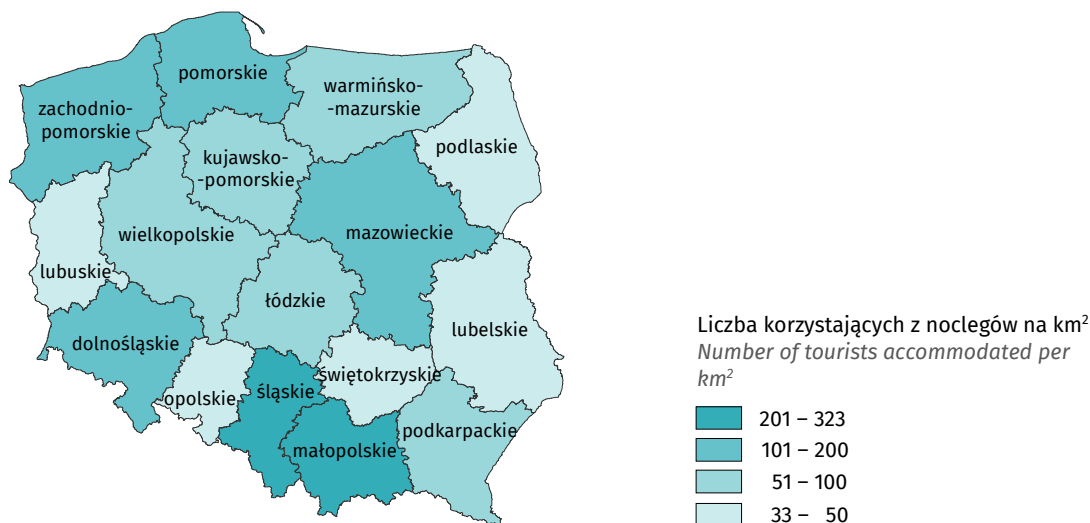 pomorskie
zachodnio-
pomorskie
warmińsko-
-mazurskie
podlaskie
kujawsko-
-pomorskie
wielkopolskie
mazowieckie
lubuskie
łódzkie
lubelskie
dolnośląskie
opolskie
śląskie
świętokrzyskie
małopolskie
podkarpackie
Liczba korzystających z noclegów na km²
Number of tourists accommodated per
km²
201 – 323
101 – 200
51 – 100
33 – 50